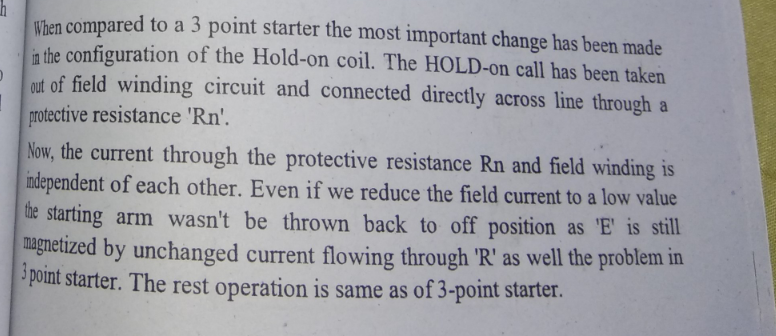 When compared to a 3 point starter the most important change has been made
in the configuration of the Hold-on coil. The HOLD-on call has been taken
out of field winding circuit and connected directly across line through a
protective resistance 'Rn'.
Now, the current through the protective resistance Rn and field winding is
independent of each other. Even if we reduce the field current to a low value
the starting arm wasn't be thrown back to off position as 'E' is still
magnetized by unchanged current flowing through 'R' as well the problem in
3 point starter. The rest operation is same as of 3-point starter.